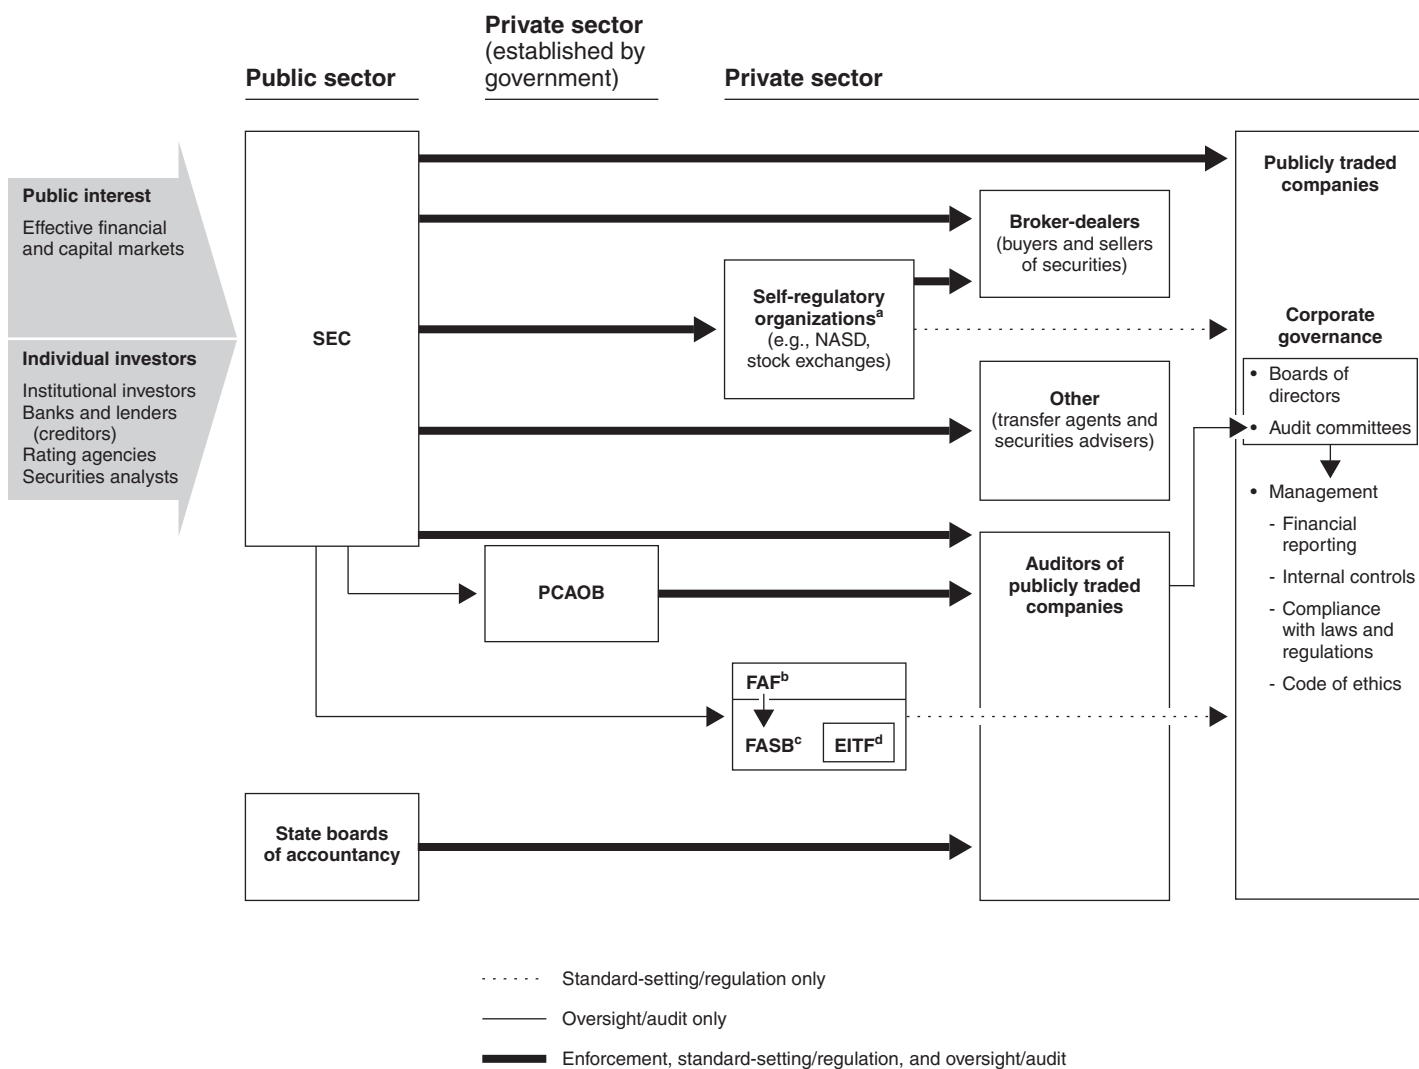 Private sector
(established by
government)
Public sector
Private sector
Public interest
Effective financial
and capital markets
Individual investors
Institutional investors
Banks and lenders
(creditors)
Rating agencies
Securities analysts
SEC
Self-regulatory
organizationsᵃ
(e.g., NASD,
stock exchanges)
Broker-dealers
(buyers and sellers
of securities)
Other
(transfer agents and
securities advisers)
PCAOB
Auditors of
publicly traded
companies
FAFᵇ
FASBᶜ
EITFᵈ
State boards
of accountancy
Publicly traded
companies
Corporate
governance
• Boards of
directors
• Audit committees
• Management
- Financial
reporting
- Internal controls
- Compliance
with laws and
regulations
- Code of ethics
Standard-setting/regulation only
Oversight/audit only
Enforcement, standard-setting/regulation, and oversight/audit